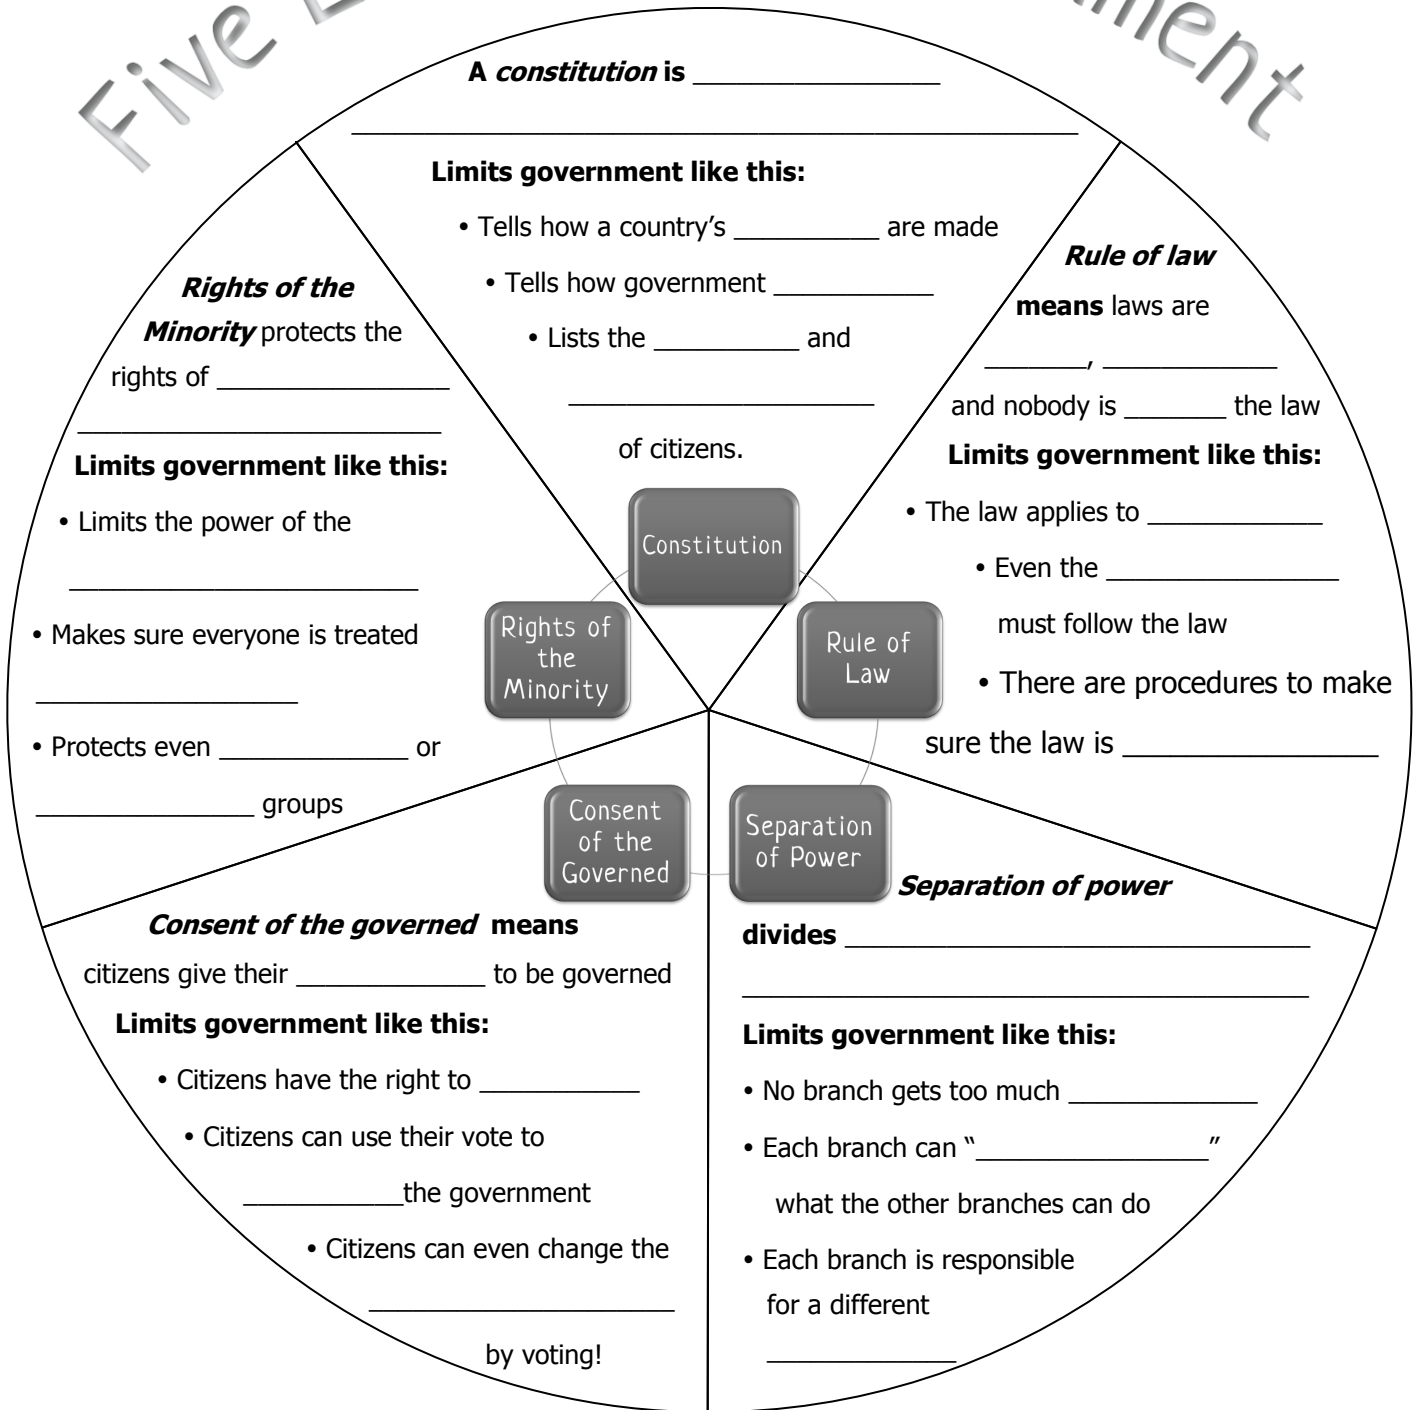 Five
ment
A constitution is _________________
__________________________________________________
Limits government like this:
• Tells how a country’s __________ are made
• Tells how government ___________
• Lists the __________ and
_____________________
of citizens.
Rule of law
means laws are
_______, ____________
and nobody is _______ the law
Limits government like this:
• The law applies to ____________
• Even the ________________
must follow the law
• There are procedures to make
sure the law is ________________
Separation of power
divides ________________________________
_______________________________________
Limits government like this:
• No branch gets too much _____________
• Each branch can “________________”
what the other branches can do
• Each branch is responsible
for a different
_____________
Consent of the governed means
citizens give their _____________ to be governed
Limits government like this:
• Citizens have the right to ___________
• Citizens can use their vote to
___________the government
• Citizens can even change the
_____________________
by voting!
Rights of the
Minority protects the
rights of ________________
_________________________
Limits government like this:
• Limits the power of the
________________________
• Makes sure everyone is treated
__________________
• Protects even _____________ or
_______________ groups
Constitution
Rule of
Law
Separation
of Power
Consent
of the
Governed
Rights of
the
Minority